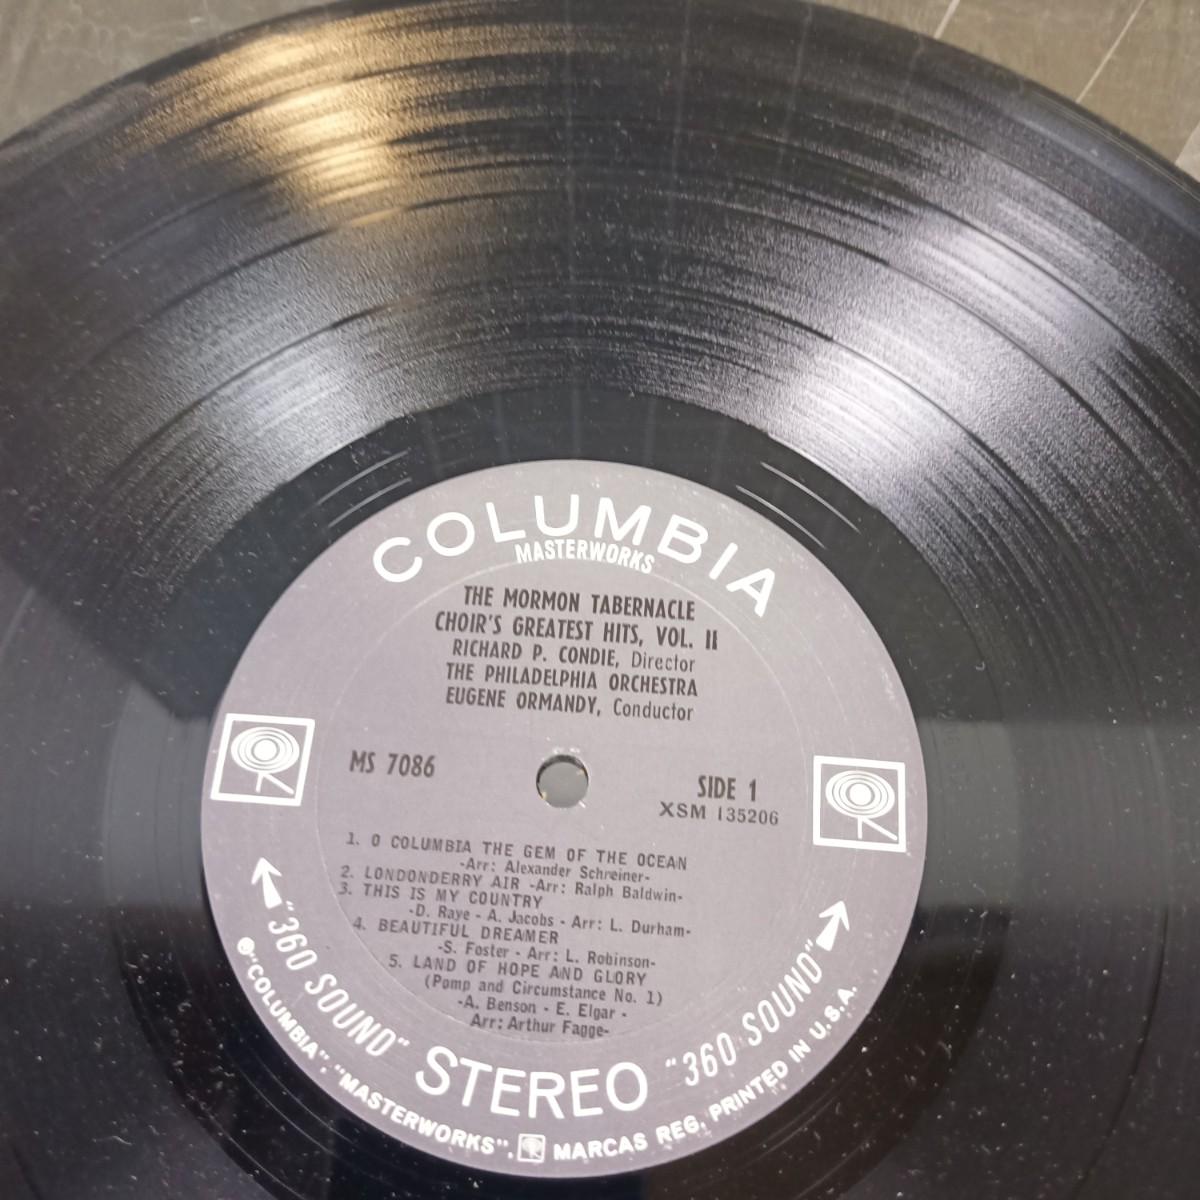 COLUMBIA
MASTERWORKS
THE MORMON TABERNACLE
CHOIR'S GREATEST HITS, VOL. II
RICHARD P. CONDIE, Director
THE PHILADELPHIA ORCHESTRA
EUGENE ORMANDY, Conductor
MS 7086
SIDE 1
XSM 135206
1. O COLUMBIA THE GEM OF THE OCEAN
-Arr: Alexander Schreiner-
2. LONDONDERRY AIR -Arr: Ralph Baldwin-
3. THIS IS MY COUNTRY
-D. Raye - A. Jacobs - Arr: L. Durham-
4. BEAUTIFUL DREAMER
-S. Foster - Arr: L. Robinson-
5. LAND OF HOPE AND GLORY
(Pomp and Circumstance No. 1)
-A. Benson - E. Elgar -
Arr: Arthur Fagge-
"360 SOUND" STEREO "360 SOUND"
℗ "COLUMBIA", "MASTERWORKS", MARCAS REG. PRINTED IN U.S.A.